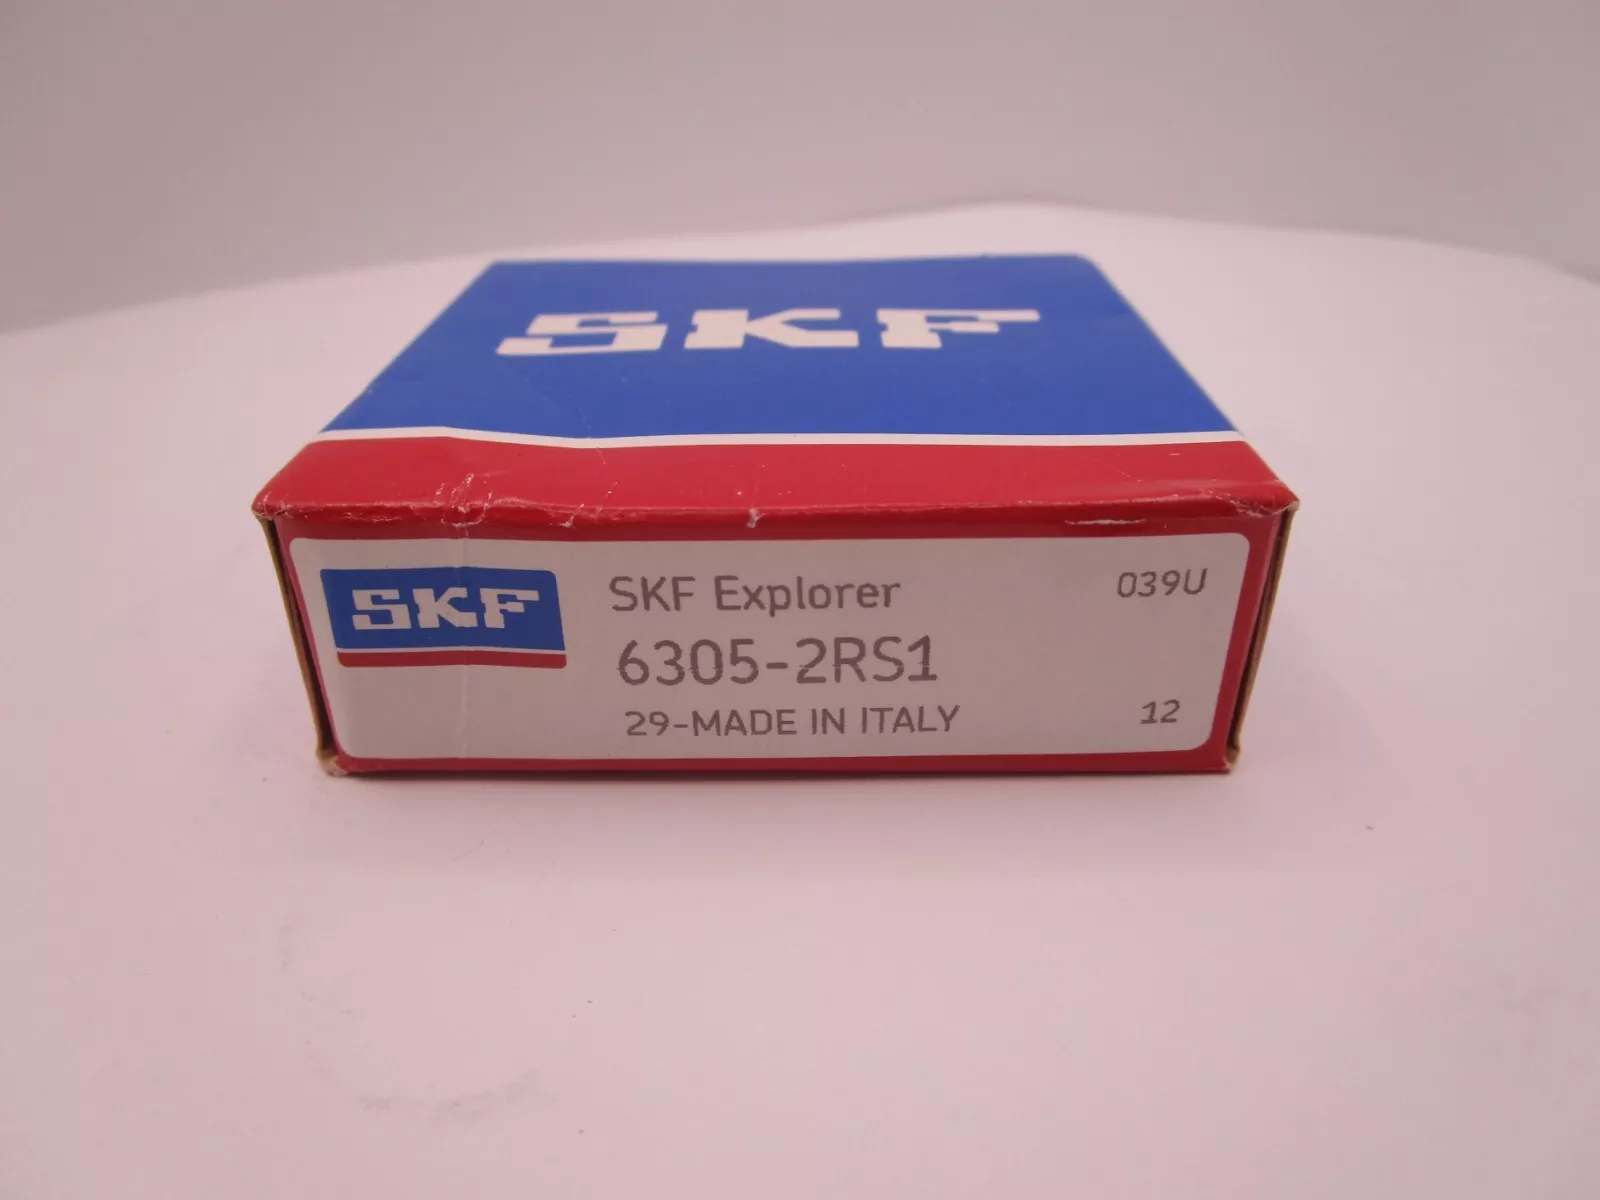 SKF
SKF
SKF Explorer
039U
6305-2RS1
29-MADE IN ITALY
12